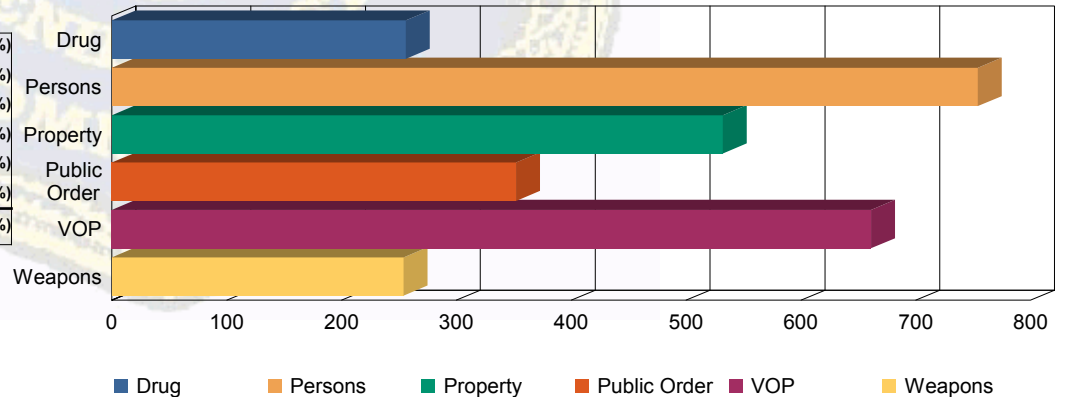 %)
%)
%)
%)
%)
%)
%)
Drug
Persons
Property
Public
Order
VOP
Weapons
0 100 200 300 400 500 600 700 800
Drug Persons Property Public Order VOP Weapons